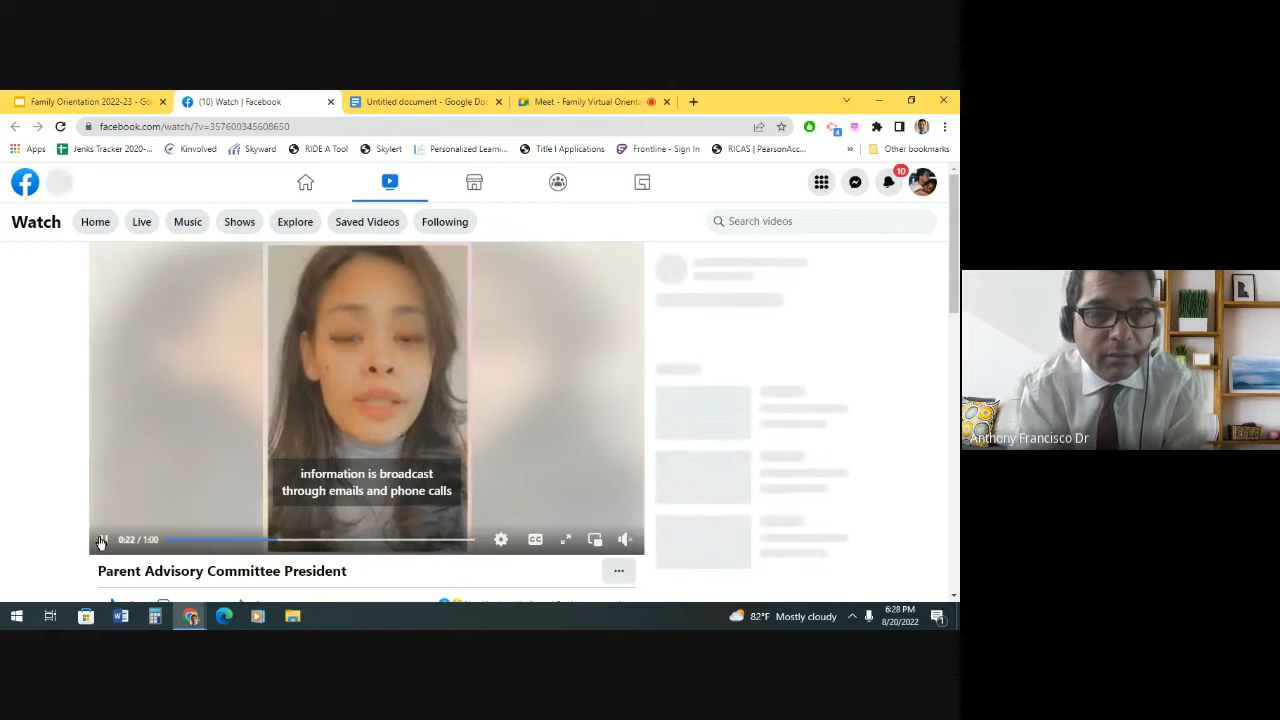 Family Orientation 2022-23 - Go
(10) Watch | Facebook
Untitled document - Google Doc
Meet - Family Virtual Orienta
facebook.com/watch/?v=357600345608650
Apps
Jenks Tracker 2020-...
Kinvolved
Skyward
RIDE A Tool
Skylert
Personalized Learni...
Title I Applications
Frontline - Sign In
RICAS | PearsonAcc...
»
Other bookmarks
10
Watch
Home
Live
Music
Shows
Explore
Saved Videos
Following
Search videos
information is broadcast
through emails and phone calls
0:22 / 1:00
CC
Parent Advisory Committee President
...
Anthony Francisco Dr
82°F Mostly cloudy
6:28 PM
8/20/2022